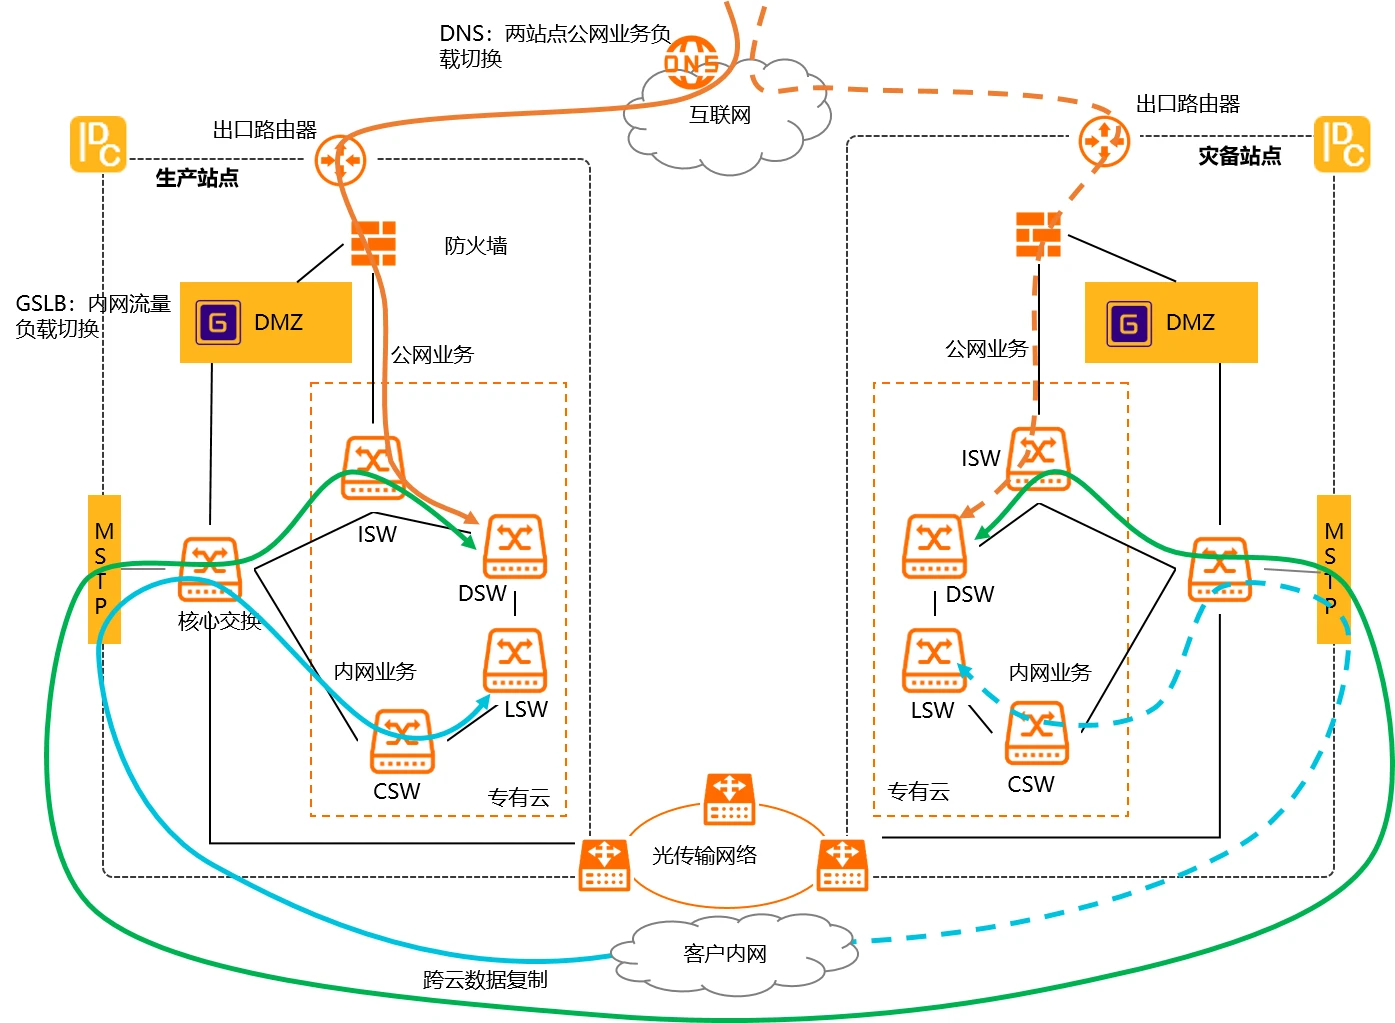 DNS：两站点公网业务负
载切换
DNS
互联网
出口路由器
出口路由器
IDC
生产站点
灾备站点
IDC
防火墙
GSLB：内网流量
负载切换
G
DMZ
G
DMZ
公网业务
公网业务
ISW
ISW
MSTP
MSTP
DSW
DSW
核心交换
内网业务
内网业务
LSW
LSW
CSW
CSW
专有云
专有云
光传输网络
客户内网
跨云数据复制